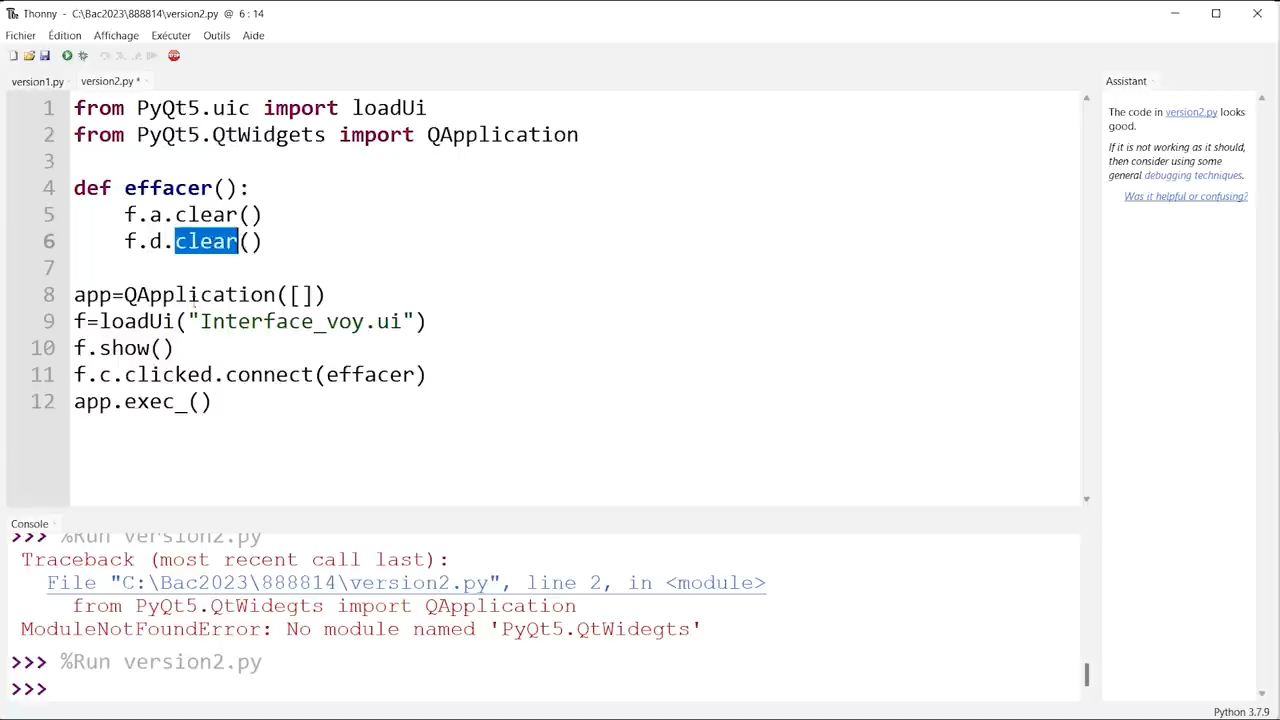 Thonny - C:\Bac2023\888814\version2.py @ 6:14
Fichier Édition Affichage Exécuter Outils Aide
version1.py version2.py *
1 from PyQt5.uic import loadUi
2 from PyQt5.QtWidgets import QApplication
3
4 def effacer():
5 f.a.clear()
6 f.d.clear()
7
8 app=QApplication([])
9 f=loadUi("Interface_voy.ui")
10 f.show()
11 f.c.clicked.connect(effacer)
12 app.exec_()
Assistant
The code in version2.py looks
good.
If it is not working as it should,
then consider using some
general debugging techniques.
Was it helpful or confusing?
Console
>>> %Run version2.py
Traceback (most recent call last):
File "C:\Bac2023\888814\version2.py", line 2, in <module>
from PyQt5.QtWidegts import QApplication
ModuleNotFoundError: No module named 'PyQt5.QtWidegts'
>>> %Run version2.py
>>>
Python 3.7.9